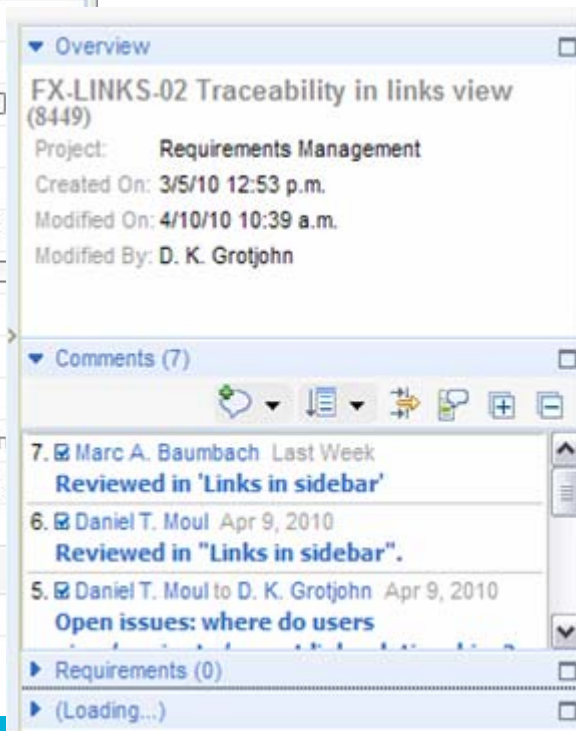 Overview
FX-LINKS-02 Traceability in links view
(8449)
Project: Requirements Management
Created On: 3/5/10 12:53 p.m.
Modified On: 4/10/10 10:39 a.m.
Modified By: D. K. Grotjohn
Comments (7)
7. Marc A. Baumbach Last Week
Reviewed in 'Links in sidebar'
6. Daniel T. Moul Apr 9, 2010
Reviewed in "Links in sidebar".
5. Daniel T. Moul to D. K. Grotjohn Apr 9, 2010
Open issues: where do users
Requirements (0)
(Loading...)